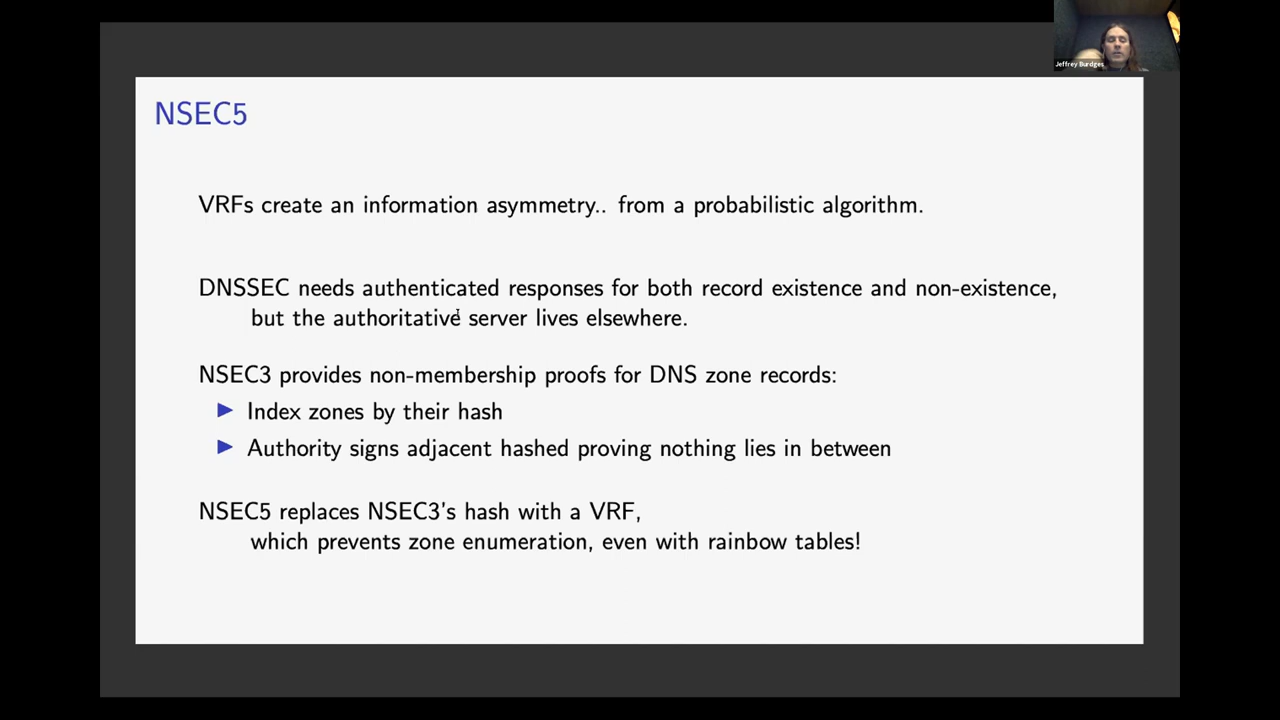 Jeffrey Burdges
NSEC5
VRFs create an information asymmetry.. from a probabilistic algorithm.
DNSSEC needs authenticated responses for both record existence and non-existence,
but the authoritative server lives elsewhere.
NSEC3 provides non-membership proofs for DNS zone records:
▶ Index zones by their hash
▶ Authority signs adjacent hashed proving nothing lies in between
NSEC5 replaces NSEC3's hash with a VRF,
which prevents zone enumeration, even with rainbow tables!